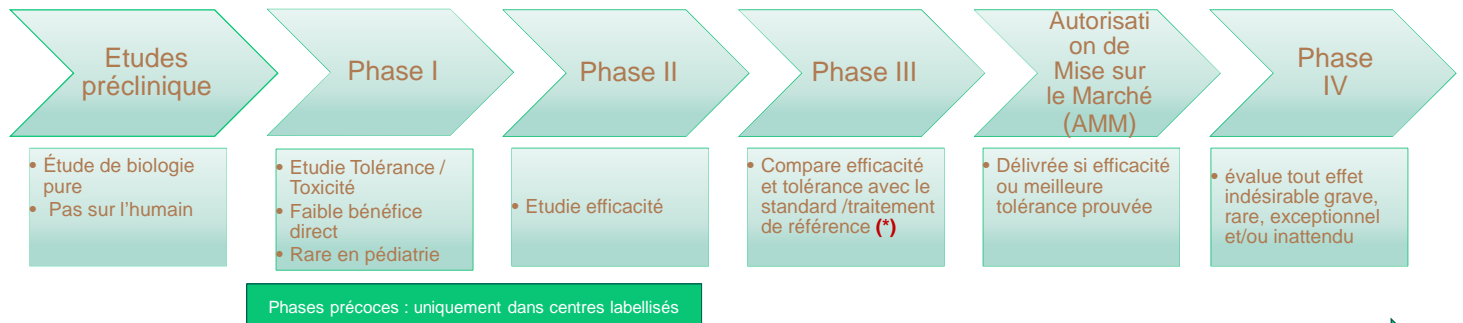 Etudes
préclinique
Phase I
Phase II
Phase III
Autorisati
on de
Mise sur
le Marché
(AMM)
Phase
IV
• Étude de biologie
pure
• Pas sur l'humain
• Etudie Tolérance /
Toxicité
• Faible bénéfice
direct
• Rare en pédiatrie
• Etudie efficacité
• Compare efficacité
et tolérance avec le
standard /traitement
de référence (*)
• Délivrée si efficacité
ou meilleure
tolérance prouvée
• évalue tout effet
indésirable grave,
rare, exceptionnel
et/ou inattendu
Phases précoces : uniquement dans centres labellisés